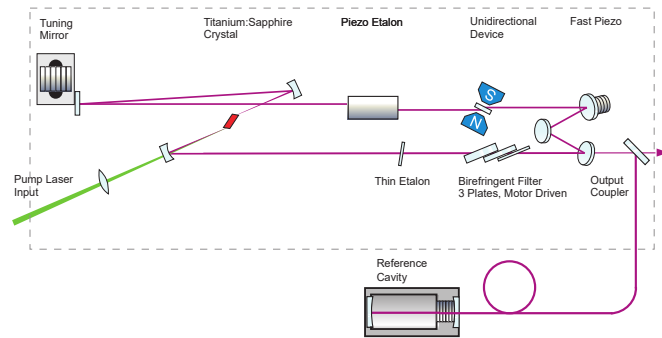 Tuning
Mirror
Titanium:Sapphire
Crystal
Piezo Etalon
Unidirectional
Device
Fast Piezo
S
N
Pump Laser
Input
Thin Etalon
Birefringent Filter
3 Plates, Motor Driven
Output
Coupler
Reference
Cavity